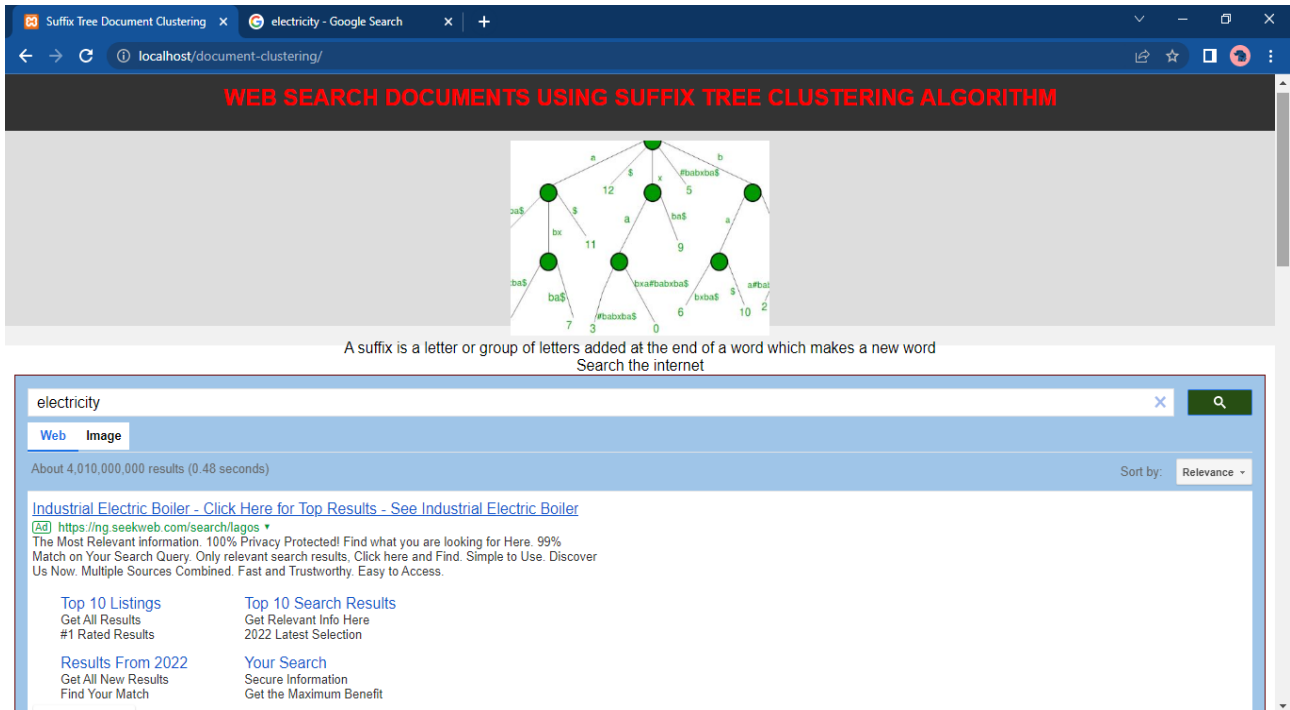 Suffix Tree Document Clustering
electricity - Google Search
localhost/document-clustering/
WEB SEARCH DOCUMENTS USING SUFFIX TREE CLUSTERING ALGORITHM
a
b
$
x
#babxba$
12
5
ba$
$
a
ba$
a
bx
11
9
ba$
bxa#babxba$
$
a#ba
ba$
bxba$
#babxba$
6
10
2
7
3
0
A suffix is a letter or group of letters added at the end of a word which makes a new word
Search the internet
electricity
Web Image
About 4,010,000,000 results (0.48 seconds)
Sort by: Relevance
Industrial Electric Boiler - Click Here for Top Results - See Industrial Electric Boiler
Ad https://ng.seekweb.com/search/lagos
The Most Relevant information. 100% Privacy Protected! Find what you are looking for Here. 99%
Match on Your Search Query. Only relevant search results, Click here and Find. Simple to Use. Discover
Us Now. Multiple Sources Combined. Fast and Trustworthy. Easy to Access.
Top 10 Listings
Get All Results
#1 Rated Results
Top 10 Search Results
Get Relevant Info Here
2022 Latest Selection
Results From 2022
Get All New Results
Find Your Match
Your Search
Secure Information
Get the Maximum Benefit